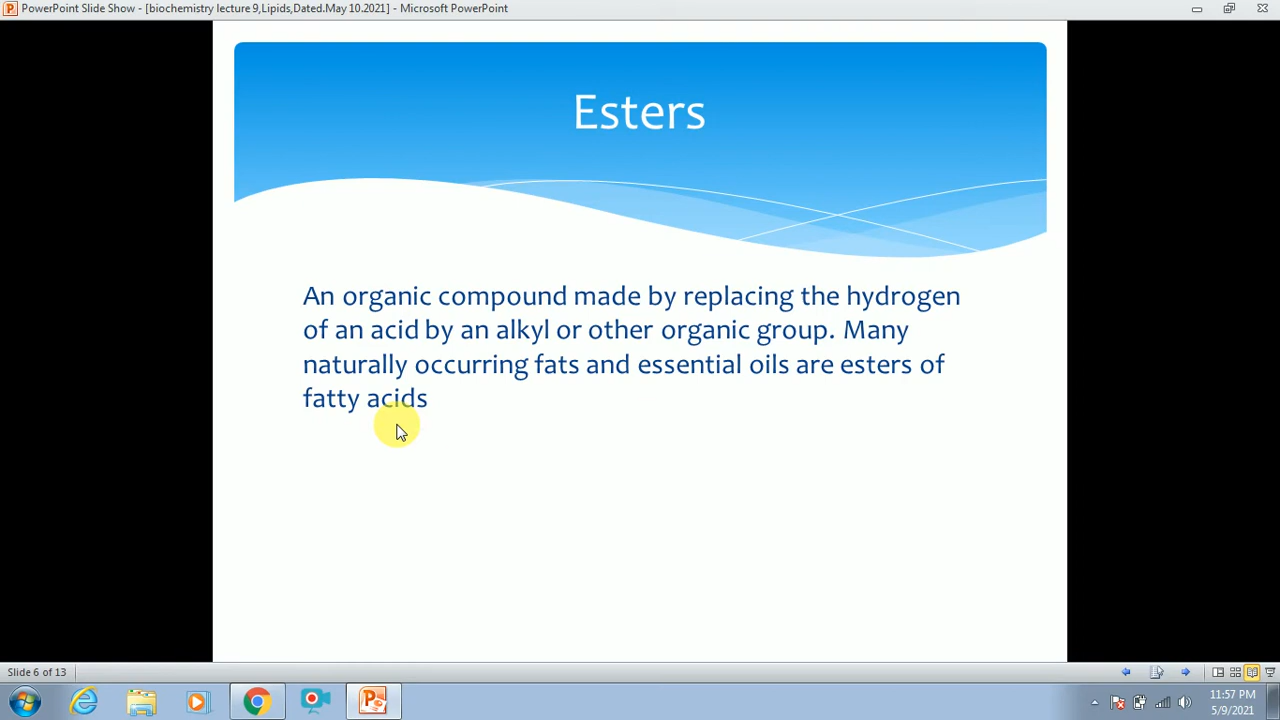 PowerPoint Slide Show - [biochemistry lecture 9,Lipids,Dated.May 10.2021] - Microsoft PowerPoint
Esters
An organic compound made by replacing the hydrogen
of an acid by an alkyl or other organic group. Many
naturally occurring fats and essential oils are esters of
fatty acids
Slide 6 of 13
11:57 PM
5/9/2021